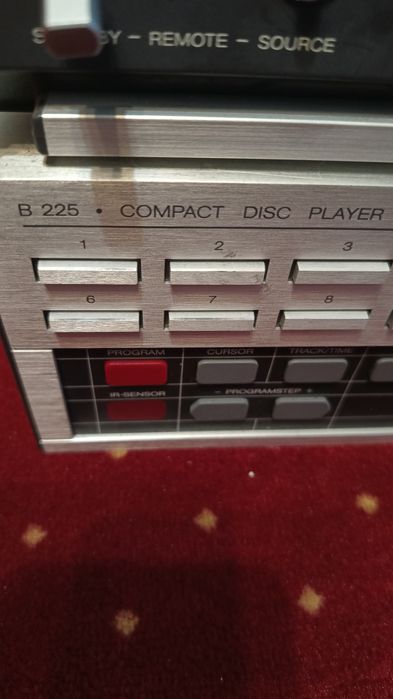 BY – REMOTE – SOURCE
B 225 • COMPACT DISC PLAYER
1 2 3
6 7 8
PROGRAM CURSOR TRACK/TIME
IR-SENSOR – PROGRAMSTEP +